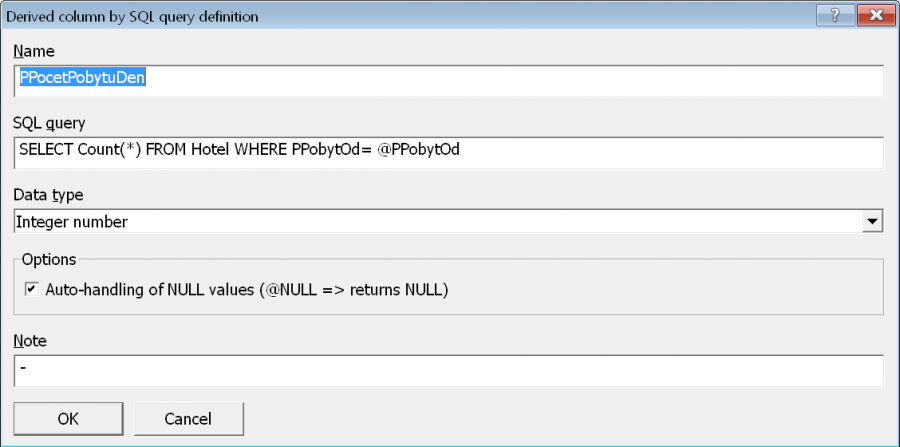 Derived column by SQL query definition
Name
PPocetPobytuDen
SQL query
SELECT Count(*) FROM Hotel WHERE PPobytOd= @PPobytOd
Data type
Integer number
Options
Auto-handling of NULL values (@NULL => returns NULL)
Note
-
OK Cancel